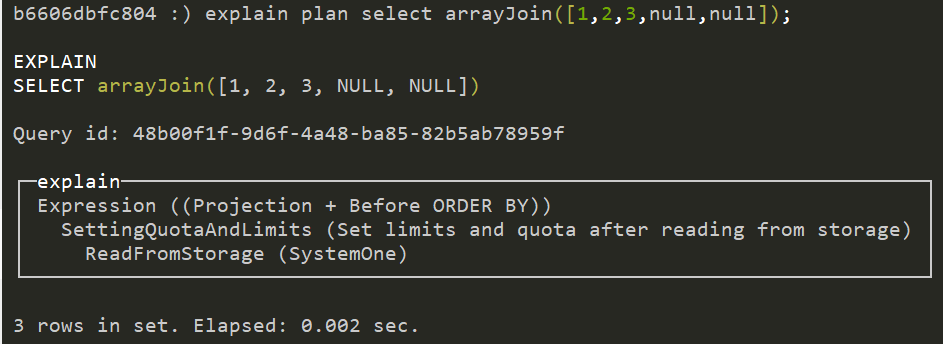 b6606dbfc804 :) explain plan select arrayJoin([1,2,3,null,null]);
EXPLAIN
SELECT arrayJoin([1, 2, 3, NULL, NULL])
Query id: 48b00f1f-9d6f-4a48-ba85-82b5ab78959f
explain
Expression ((Projection + Before ORDER BY))
SettingQuotaAndLimits (Set limits and quota after reading from storage)
ReadFromStorage (SystemOne)
3 rows in set. Elapsed: 0.002 sec.